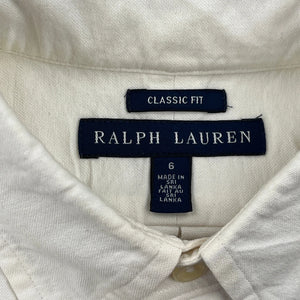 CLASSIC FIT
RALPH LAUREN
6
MADE IN
SRI
LANKA
FAIT AU
SRI
LANKA